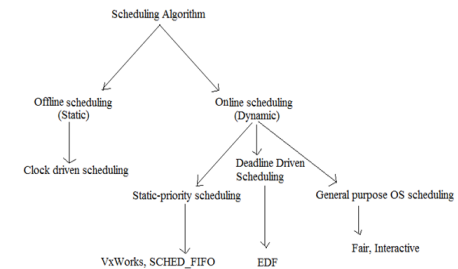 Scheduling Algorithm
Offline scheduling
(Static)
Online scheduling
(Dynamic)
Clock driven scheduling
Deadline Driven
Scheduling
Static-priority scheduling
General purpose OS scheduling
VxWorks, SCHED_FIFO
EDF
Fair, Interactive